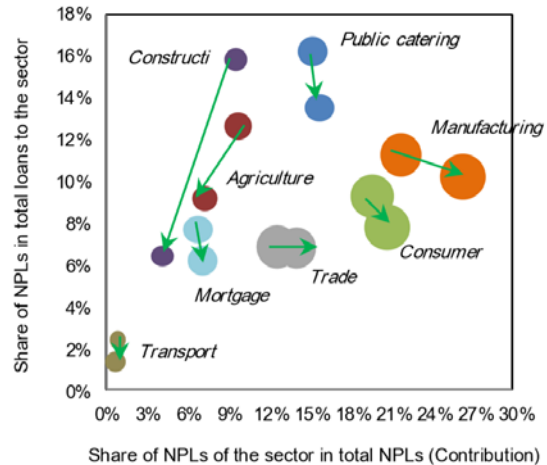 18%
16%
14%
12%
10%
8%
6%
4%
2%
0%
Share of NPLs in total loans to the sector
Constructi
Public catering
Manufacturing
Agriculture
Consumer
Mortgage
Trade
Transport
0% 3% 6% 9% 12% 15% 18% 21% 24% 27% 30%
Share of NPLs of the sector in total NPLs (Contribution)